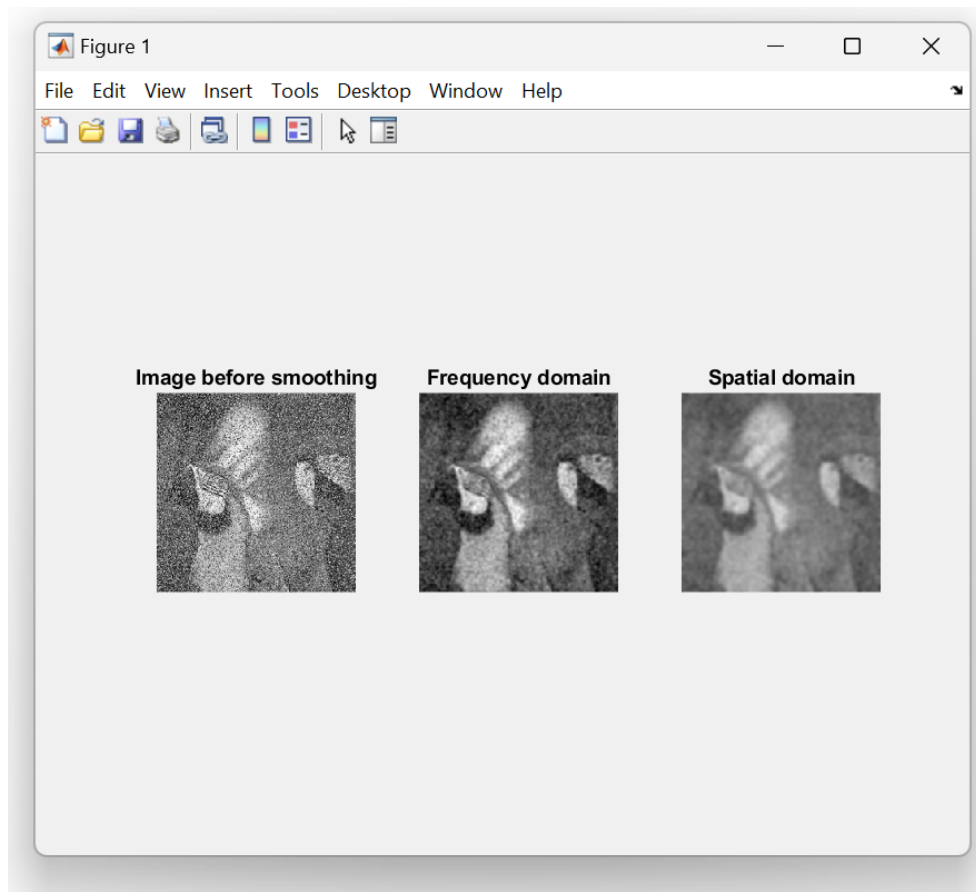 Figure 1
File Edit View Insert Tools Desktop Window Help
Image before smoothing Frequency domain Spatial domain